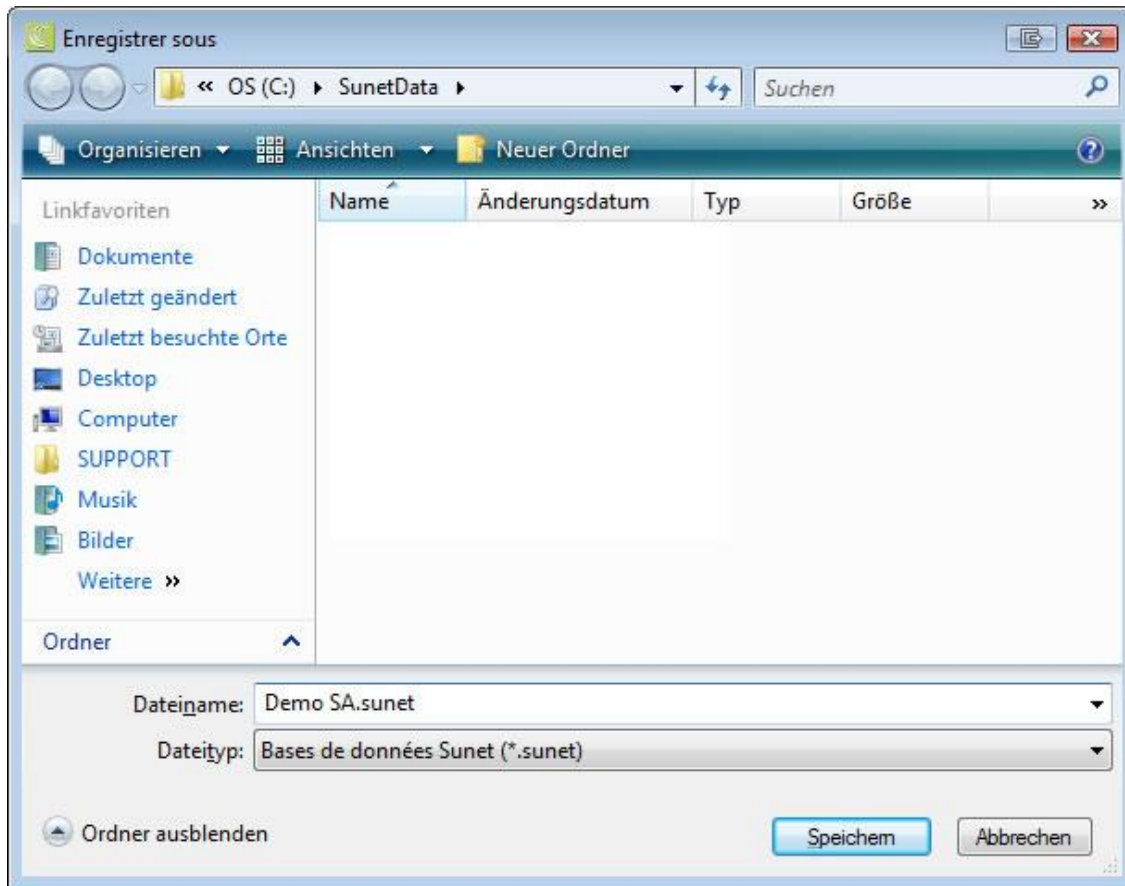 Enregistrer sous
« OS (C:) SunetData Suchen
Organisieren Ansichten Neuer Ordner ?
Linkfavoriten
Name Änderungsdatum Typ Größe »
Dokumente
Zuletzt geändert
Zuletzt besuchte Orte
Desktop
Computer
SUPPORT
Musik
Bilder
Weitere »
Ordner
Dateiname: Demo SA.sunet
Dateityp: Bases de données Sunet (*.sunet)
Ordner ausblenden Speichern Abbrechen